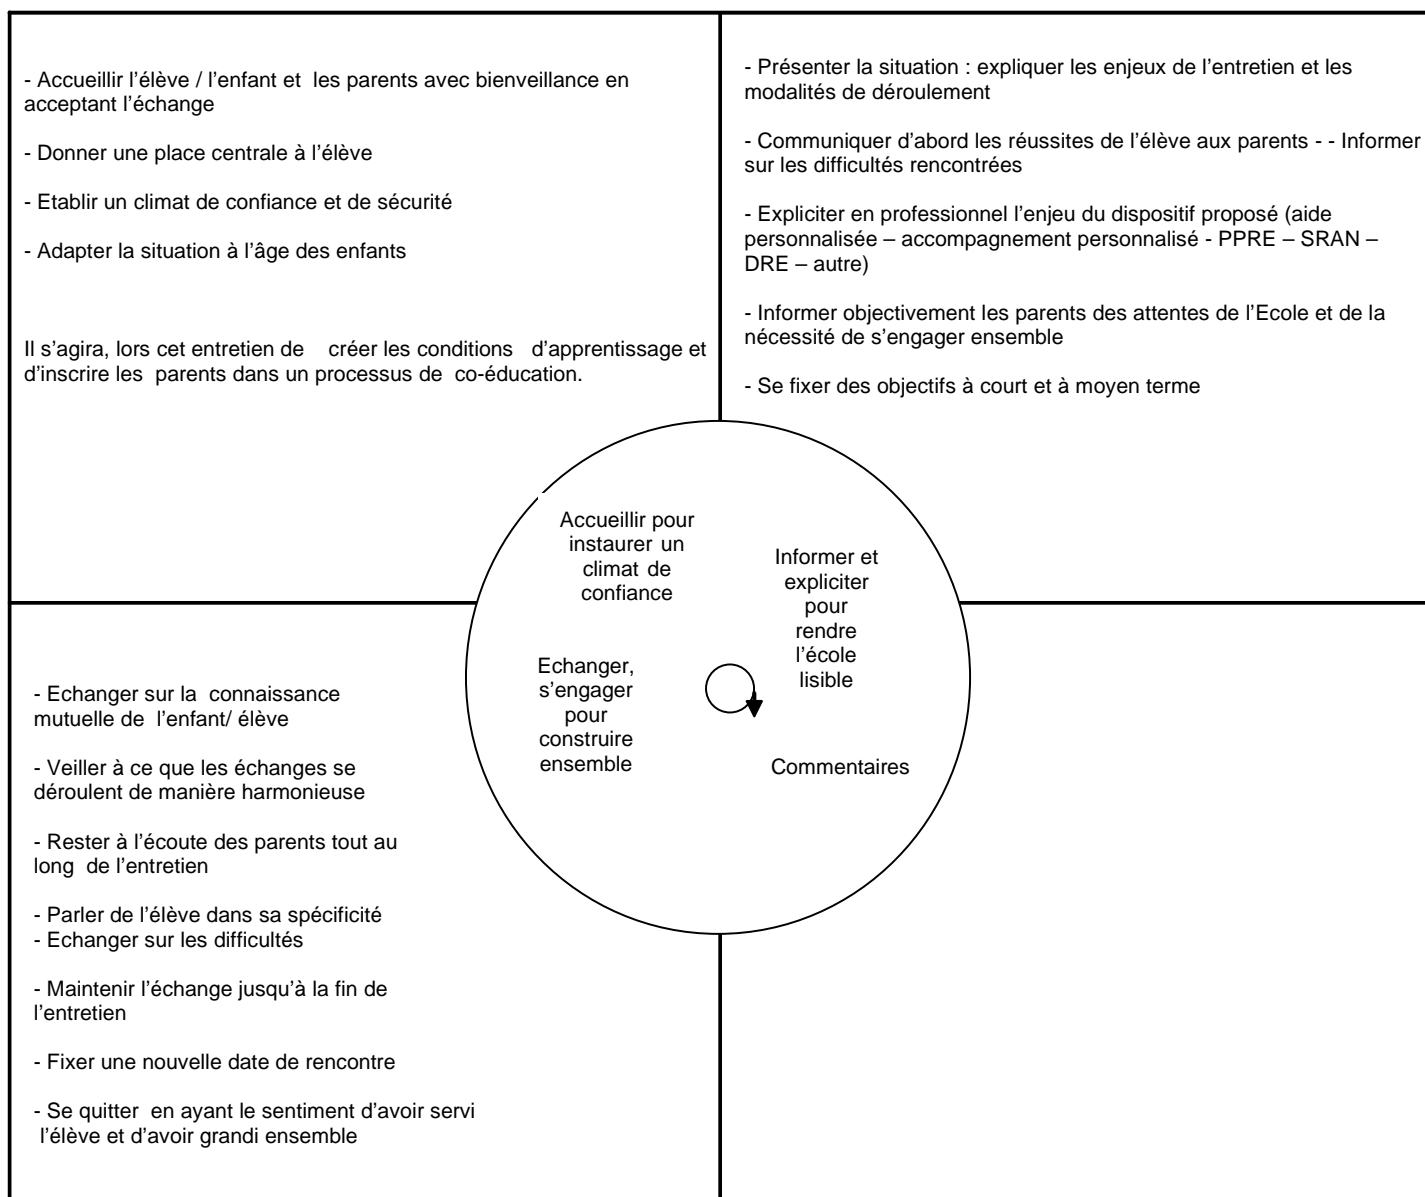 - Accueillir l’élève / l’enfant et les parents avec bienveillance en
acceptant l’échange
- Donner une place centrale à l’élève
- Etablir un climat de confiance et de sécurité
- Adapter la situation à l’âge des enfants
Il s’agira, lors cet entretien de créer les conditions d’apprentissage et
d’inscrire les parents dans un processus de co-éducation.
- Présenter la situation : expliquer les enjeux de l’entretien et les
modalités de déroulement
- Communiquer d’abord les réussites de l’élève aux parents - - Informer
sur les difficultés rencontrées
- Expliciter en professionnel l’enjeu du dispositif proposé (aide
personnalisée – accompagnement personnalisé - PPRE – SRAN –
DRE – autre)
- Informer objectivement les parents des attentes de l’Ecole et de la
nécessité de s’engager ensemble
- Se fixer des objectifs à court et à moyen terme
Accueillir pour
instaurer un
climat de
confiance
Informer et
expliciter
pour
rendre
l’école
lisible
Echanger,
s’engager
pour
construire
ensemble
Commentaires
- Echanger sur la connaissance
mutuelle de l’enfant/ élève
- Veiller à ce que les échanges se
déroulent de manière harmonieuse
- Rester à l’écoute des parents tout au
long de l’entretien
- Parler de l’élève dans sa spécificité
- Echanger sur les difficultés
- Maintenir l’échange jusqu’à la fin de
l’entretien
- Fixer une nouvelle date de rencontre
- Se quitter en ayant le sentiment d’avoir servi
l’élève et d’avoir grandi ensemble